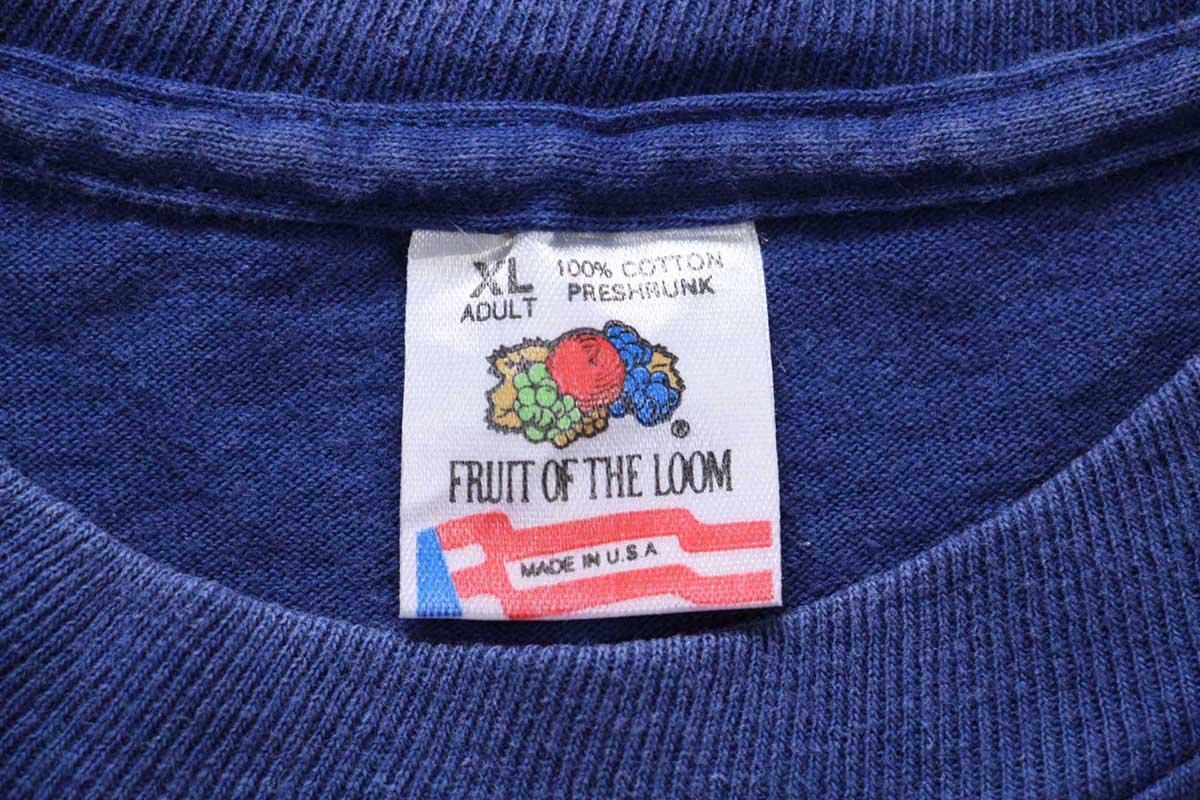 XL 100% COTTON
ADULT PRESHRUNK
®
FRUIT OF THE LOOM
MADE IN U.S.A.